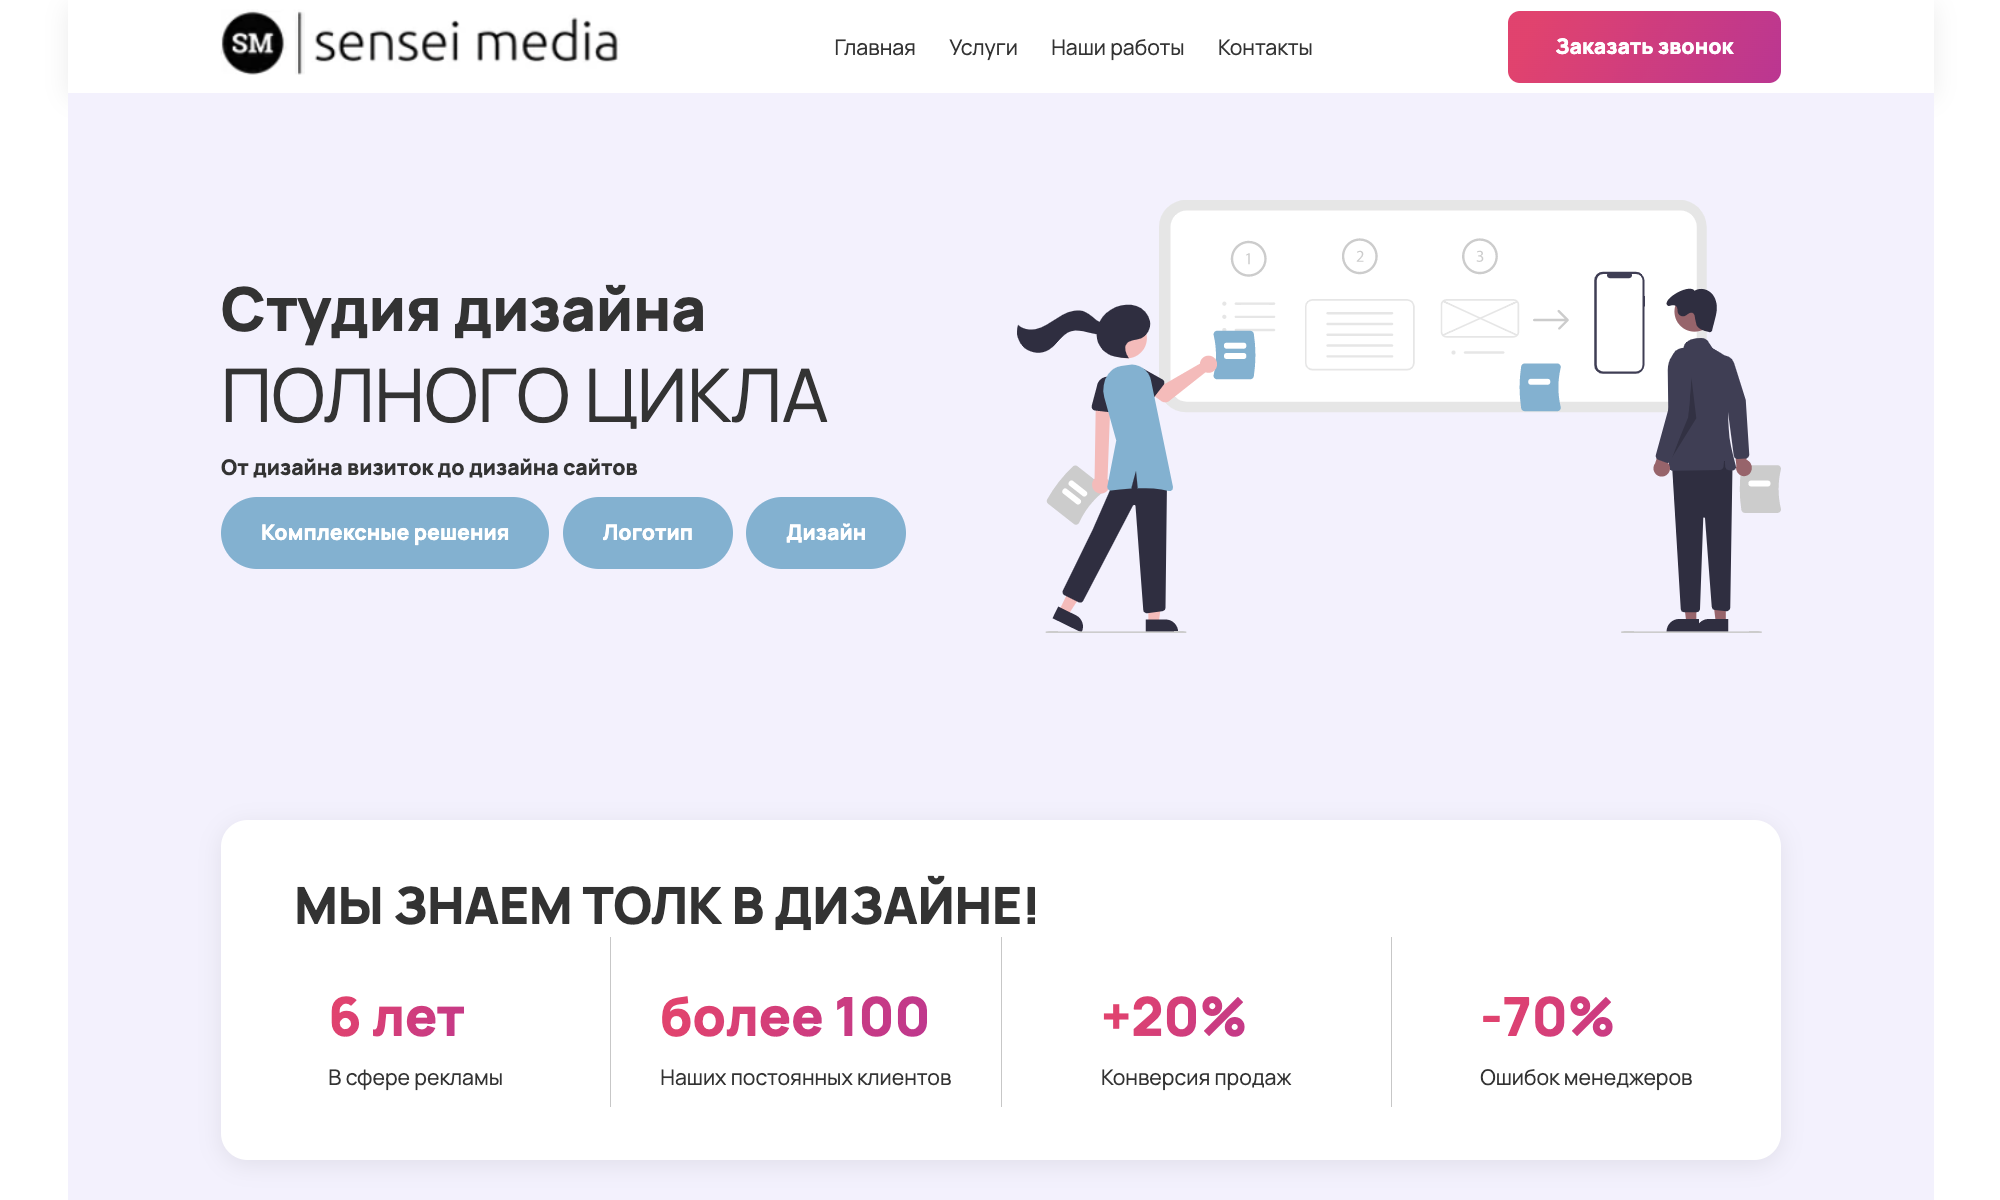 SM | sensei media
Главная Услуги Наши работы Контакты
Заказать звонок
Студия дизайна
ПОЛНОГО ЦИКЛА
От дизайна визиток до дизайна сайтов
Комплексные решения Логотип Дизайн
1 2 3
МЫ ЗНАЕМ ТОЛК В ДИЗАЙНЕ!
6 лет
В сфере рекламы
более 100
Наших постоянных клиентов
+20%
Конверсия продаж
-70%
Ошибок менеджеров